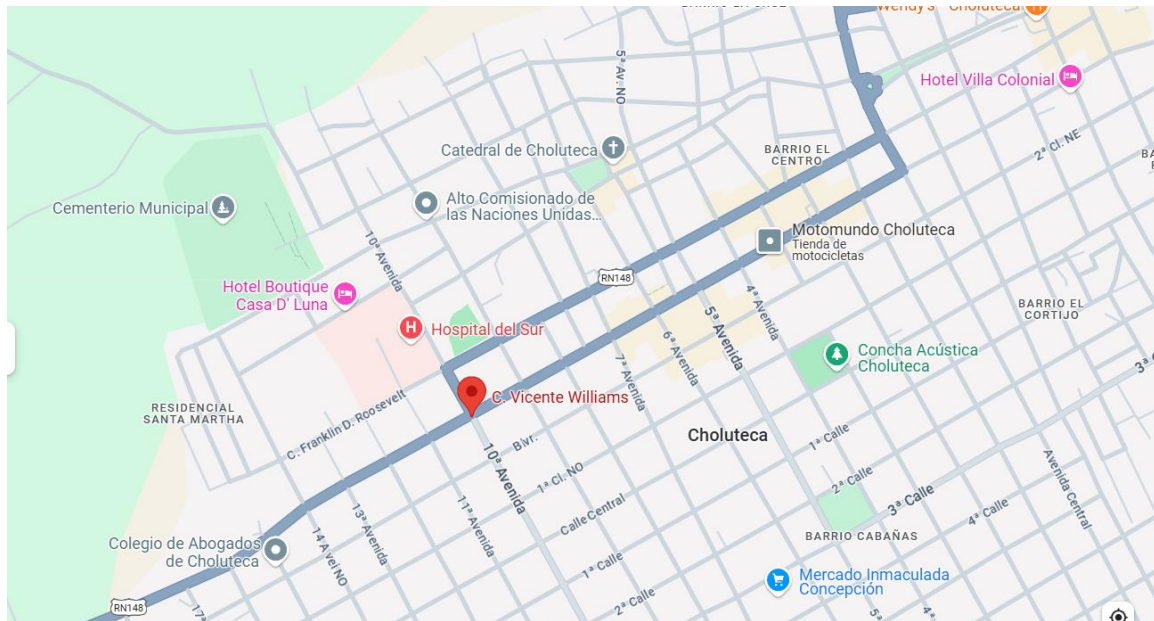 Wendy's - Choluteca
Hotel Villa Colonial
5ª Av. NO
2ª Cl. NE
Catedral de Choluteca
BARRIO EL
CENTRO
Alto Comisionado de
las Naciones Unidas...
Cementerio Municipal
Motomundo Choluteca
Tienda de
motocicletas
10ª Avenida
RN148
Hotel Boutique
Casa D' Luna
Hospital del Sur
4ª Avenida
5ª Avenida
6ª Avenida
7ª Avenida
BARRIO EL
CORTIJO
Concha Acústica
Choluteca
3ª
C. Vicente Williams
RESIDENCIAL
SANTA MARTHA
C. Franklin D. Roosevelt
Choluteca
Blvr.
1ª Calle
1ª Cl. NO
10ª Avenida
2ª Calle
3ª Calle
4ª Calle
Avenida Central
11ª Avenida
13ª Avenida
Calle Central
BARRIO CABAÑAS
Colegio de Abogados
de Choluteca
1ª Calle
Mercado Inmaculada
Concepción
2ª Calle
RN148
17ª
5ª
4ª